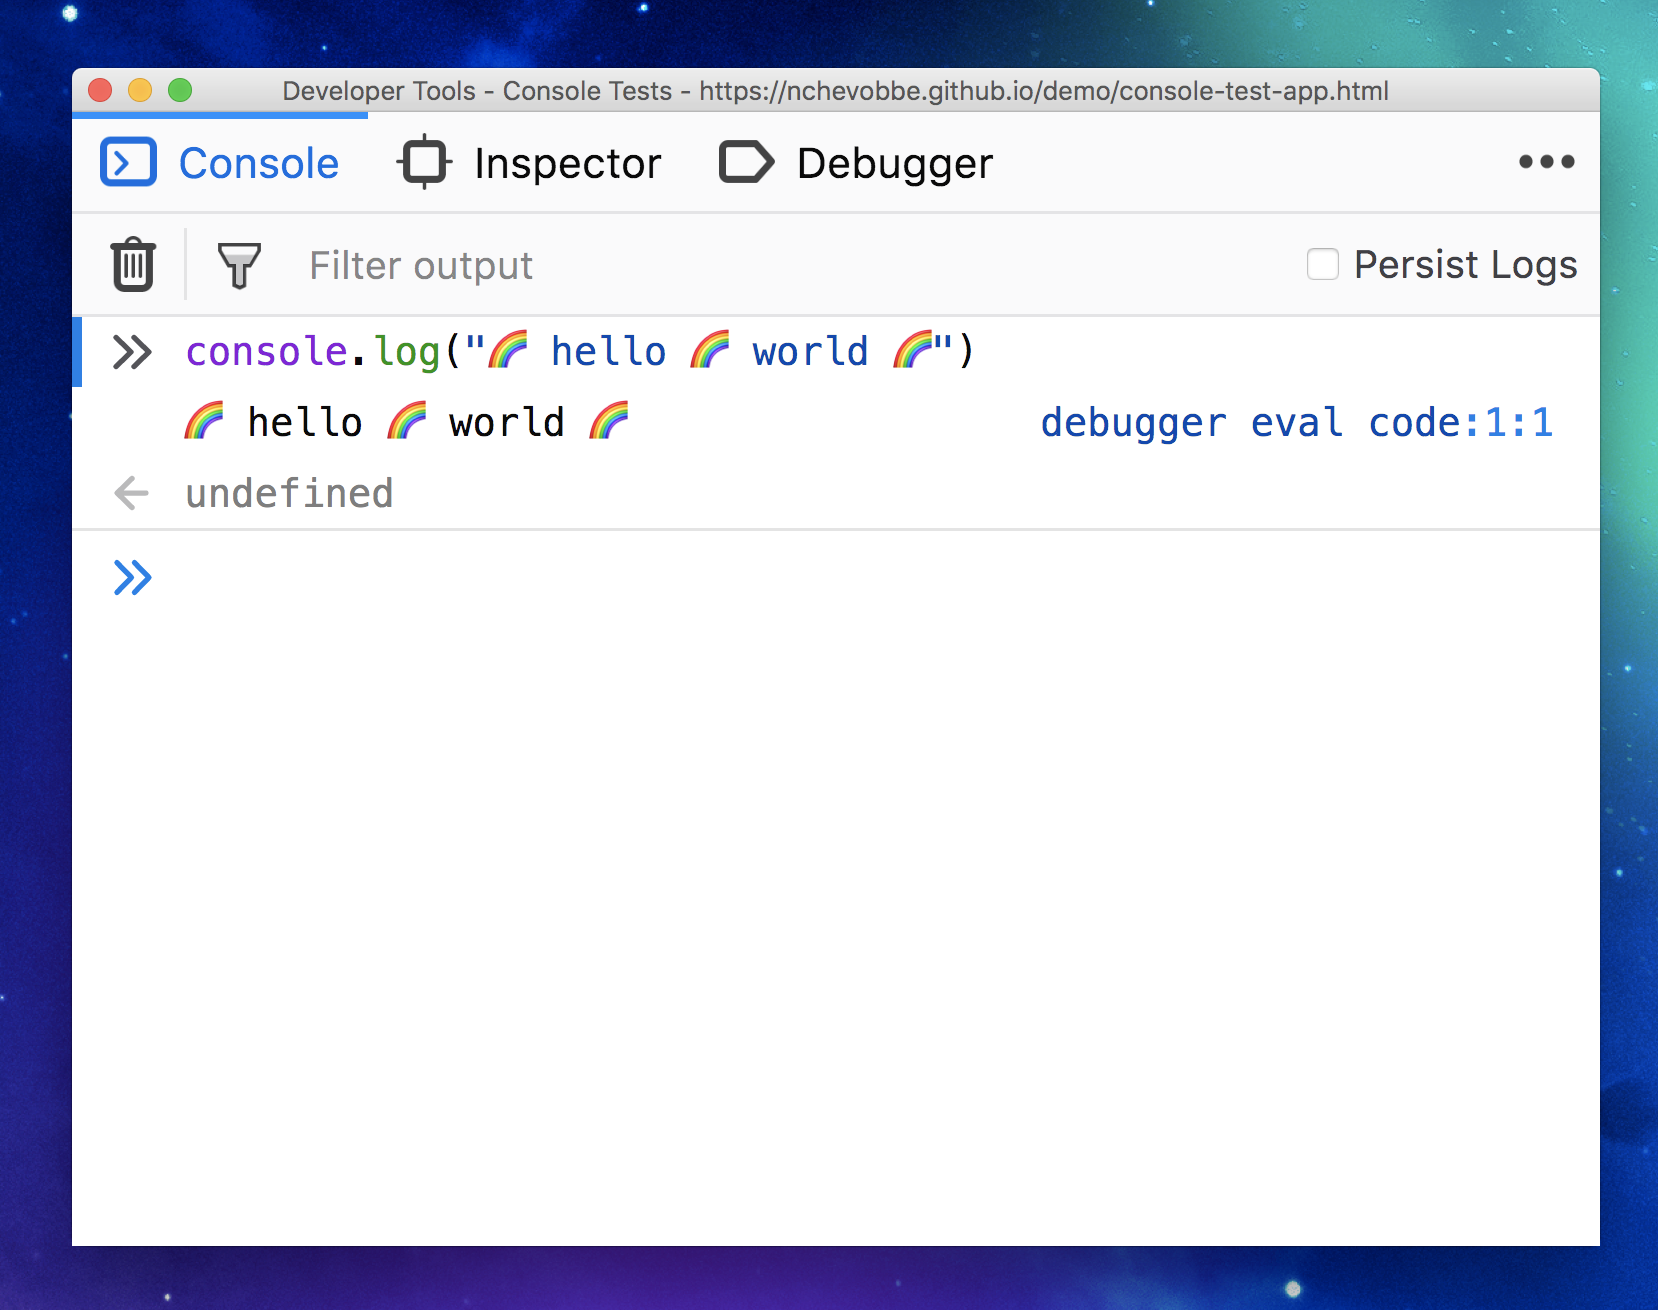 Developer Tools - Console Tests - https://nchevobbe.github.io/demo/console-test-app.html
Console Inspector Debugger
Filter output Persist Logs
console.log("🌈 hello 🌈 world 🌈")
🌈 hello 🌈 world 🌈 debugger eval code:1:1
undefined